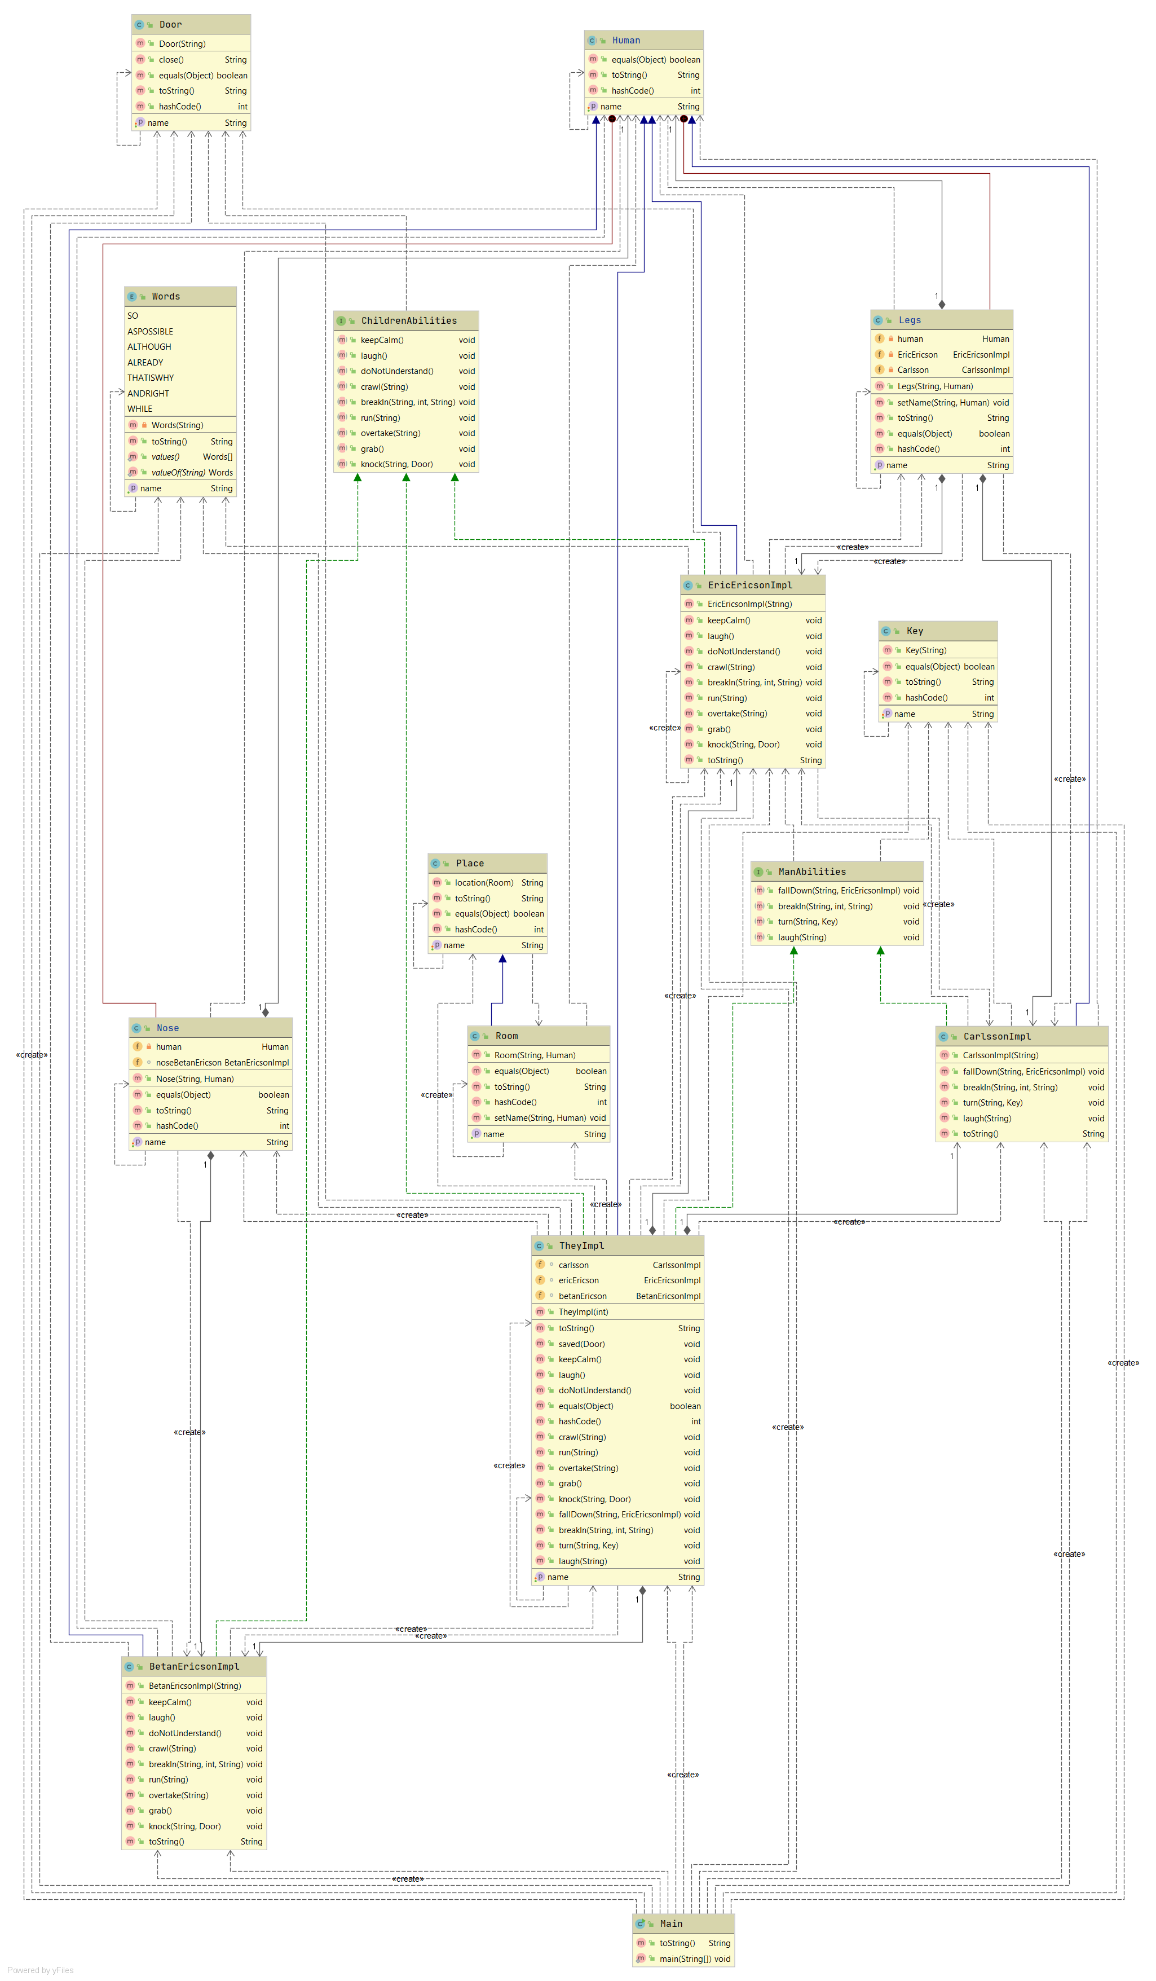 Door
Door(String)
close() String
equals(Object) boolean
toString() String
hashCode() int
name String
Human
equals(Object) boolean
toString() String
hashCode() int
name String
1
1
Words
SO
ASPOSSIBLE
ALTHOUGH
ALREADY
THATISWHY
ANDRIGHT
WHILE
Words(String)
toString() String
values() Words[]
valueOf(String) Words
name String
ChildrenAbilities
keepCalm() void
laugh() void
doNotUnderstand() void
crawl(String) void
breakIn(String, int, String) void
run(String) void
overtake(String) void
grab() void
knock(String, Door) void
1
Legs
human Human
EricEricson EricEricsonImpl
Carlsson CarlssonImpl
Legs(String, Human)
setName(String, Human) void
toString() String
equals(Object) boolean
hashCode() int
name String
1
1
«create»
1
«create»
EricEricsonImpl
EricEricsonImpl(String)
keepCalm() void
laugh() void
doNotUnderstand() void
crawl(String) void
breakIn(String, int, String) void
run(String) void
overtake(String) void
grab() void
knock(String, Door) void
toString() String
«create»
Key
Key(String)
equals(Object) boolean
toString() String
hashCode() int
name String
«create»
1
Place
location(Room) String
toString() String
equals(Object) boolean
hashCode() int
name String
ManAbilities
fallDown(String, EricEricsonImpl) void
breakIn(String, int, String) void
turn(String, Key) void
laugh(String) void
«create»
«create»
1
1
Nose
human Human
noseBetanEricson BetanEricsonImpl
Nose(String, Human)
equals(Object) boolean
toString() String
hashCode() int
name String
«create»
1
Room
Room(String, Human)
equals(Object) boolean
toString() String
hashCode() int
setName(String, Human) void
name String
«create»
CarlssonImpl
CarlssonImpl(String)
fallDown(String, EricEricsonImpl) void
breakIn(String, int, String) void
turn(String, Key) void
laugh(String) void
toString() String
1
«create»
«create»
1
1
«create»
TheyImpl
carlsson CarlssonImpl
ericEricson EricEricsonImpl
betanEricson BetanEricsonImpl
TheyImpl(int)
toString() String
saved(Door) void
keepCalm() void
laugh() void
doNotUnderstand() void
equals(Object) boolean
hashCode() int
crawl(String) void
run(String) void
overtake(String) void
grab() void
knock(String, Door) void
fallDown(String, EricEricsonImpl) void
breakIn(String, int, String) void
turn(String, Key) void
laugh(String) void
name String
«create»
«create»
«create»
«create»
«create»
1
«create»
«create»
1
1
BetanEricsonImpl
BetanEricsonImpl(String)
keepCalm() void
laugh() void
doNotUnderstand() void
crawl(String) void
breakIn(String, int, String) void
run(String) void
overtake(String) void
grab() void
knock(String, Door) void
toString() String
«create»
«create»
Main
toString() String
main(String[]) void
Powered by yFiles